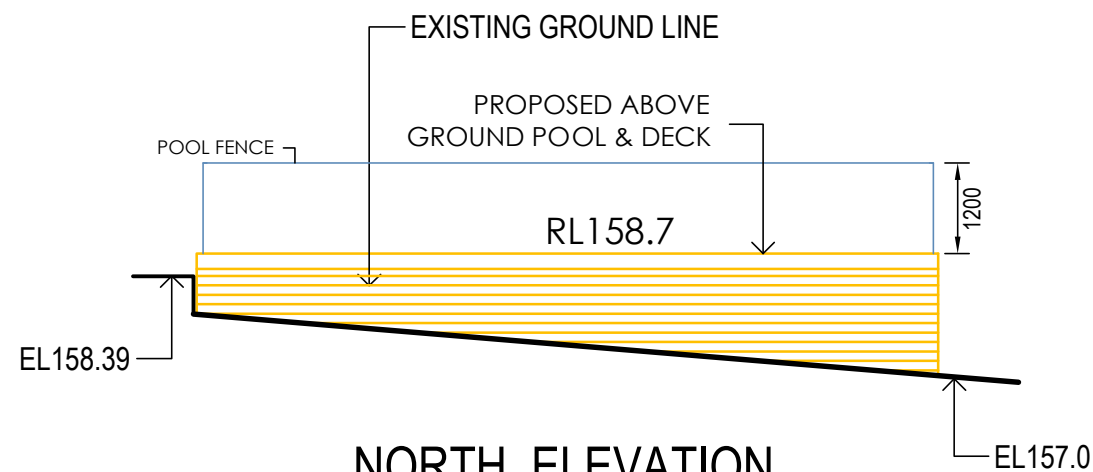 EXISTING GROUND LINE
PROPOSED ABOVE
GROUND POOL & DECK
POOL FENCE
1200
RL158.7
EL158.39
NORTH ELEVATION
EL157.0